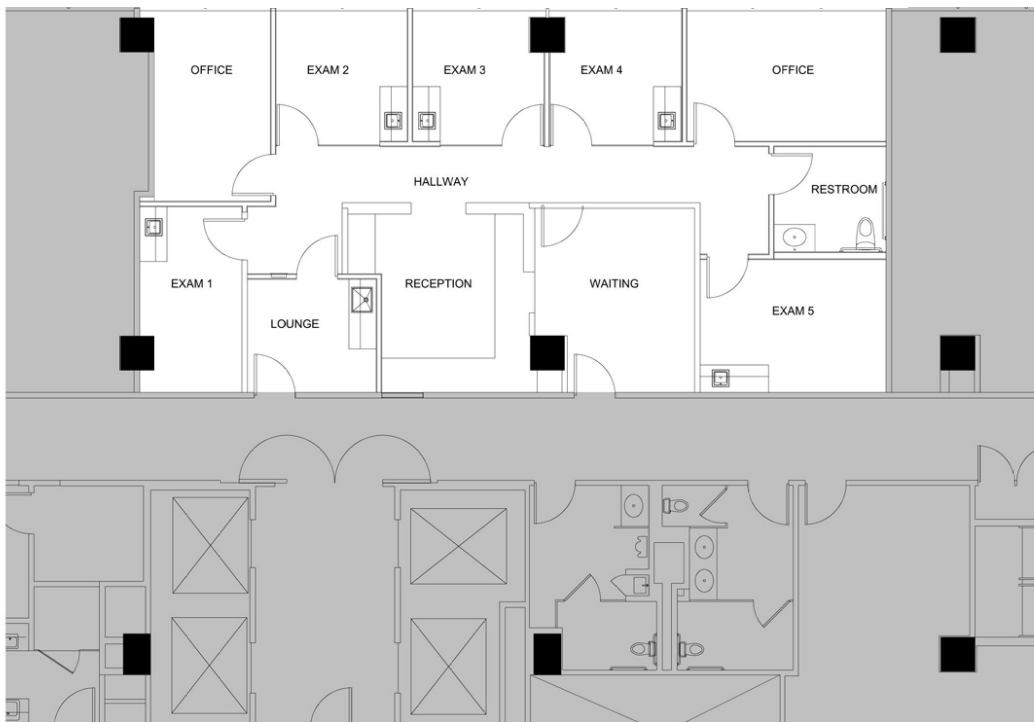 OFFICE
EXAM 2
EXAM 3
EXAM 4
OFFICE
HALLWAY
RESTROOM
EXAM 1
RECEPTION
WAITING
LOUNGE
EXAM 5